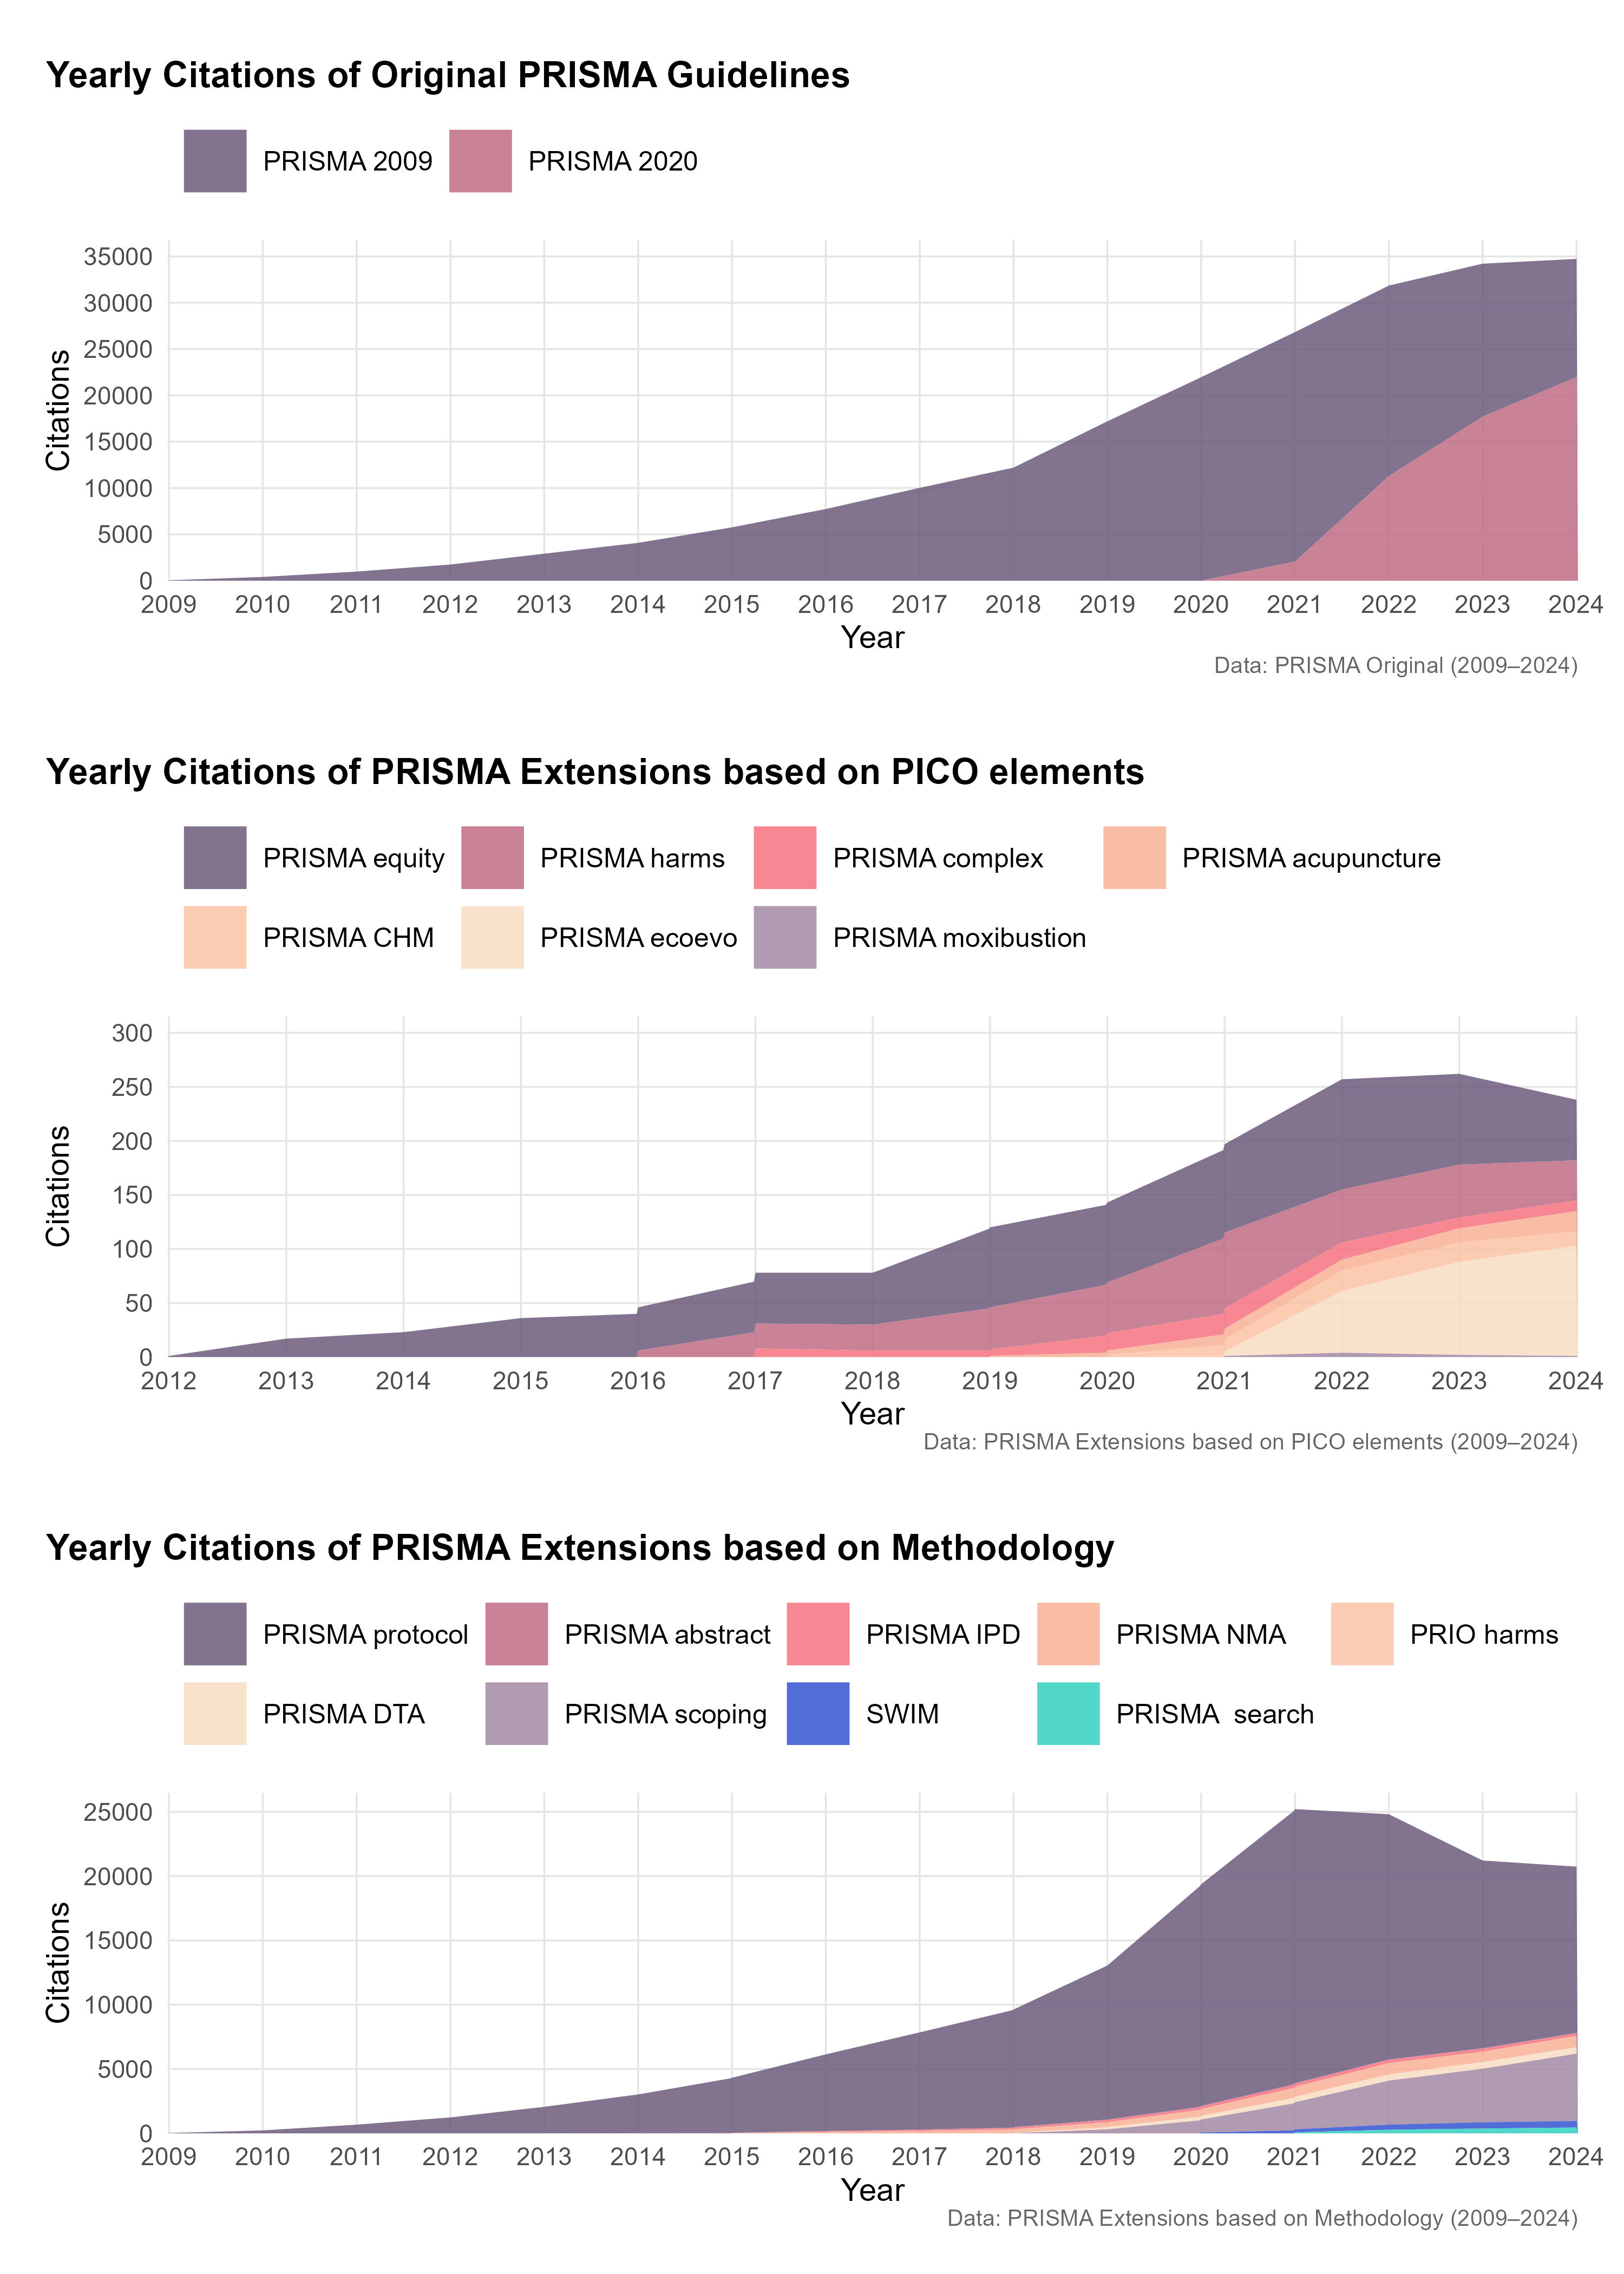 Yearly Citations of Original PRISMA Guidelines
PRISMA 2009 PRISMA 2020
35000
30000
25000
20000
15000
10000
5000
0
Citations
2009 2010 2011 2012 2013 2014 2015 2016 2017 2018 2019 2020 2021 2022 2023 2024
Year
Data: PRISMA Original (2009–2024)
Yearly Citations of PRISMA Extensions based on PICO elements
PRISMA equity PRISMA harms PRISMA complex PRISMA acupuncture
PRISMA CHM PRISMA ecoevo PRISMA moxibustion
300
250
200
150
100
50
0
Citations
2012 2013 2014 2015 2016 2017 2018 2019 2020 2021 2022 2023 2024
Year
Data: PRISMA Extensions based on PICO elements (2009–2024)
Yearly Citations of PRISMA Extensions based on Methodology
PRISMA protocol PRISMA abstract PRISMA IPD PRISMA NMA PRIO harms
PRISMA DTA PRISMA scoping SWIM PRISMA  search
25000
20000
15000
10000
5000
0
Citations
2009 2010 2011 2012 2013 2014 2015 2016 2017 2018 2019 2020 2021 2022 2023 2024
Year
Data: PRISMA Extensions based on Methodology (2009–2024)